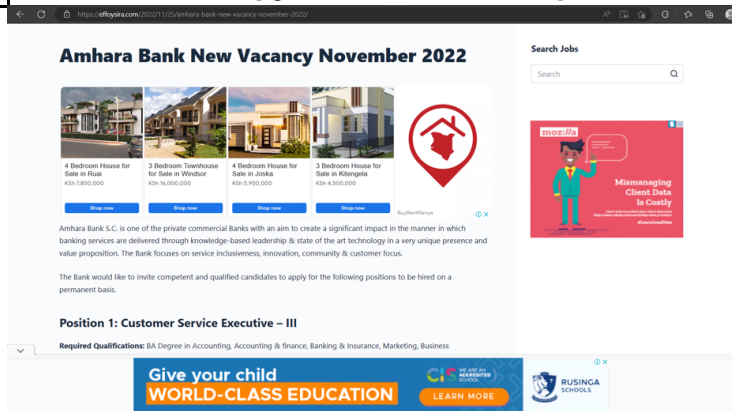 https://effoysira.com/2022/11/25/amhara-bank-new-vacancy-november-2022/
Amhara Bank New Vacancy November 2022
4 Bedroom House for
Sale in Ruai
KSh 7,800,000
Shop now
3 Bedroom Townhouse
for Sale in Windsor
KSh 16,000,000
Shop now
4 Bedroom House for
Sale in Joska
KSh 5,900,000
Shop now
3 Bedroom House for
Sale in Kitengela
KSh 4,500,000
Shop now
BuyRentKenya
Amhara Bank S.C. is one of the private commercial Banks with an aim to create a significant impact in the manner in which
banking services are delivered through knowledge-based leadership & state of the art technology in a very unique presence and
value proposition. The Bank focuses on service inclusiveness, innovation, community & customer focus.
The Bank would like to invite competent and qualified candidates to apply for the following positions to be hired on a
permanent basis.
Position 1: Customer Service Executive – III
Required Qualifications: BA Degree in Accounting, Accounting & finance, Banking & Insurance, Marketing, Business
Search Jobs
Search
moz://a
Mismanaging
Client Data
Is Costly
Give your child
WORLD-CLASS EDUCATION
CIS
WE ARE AN
ACCREDITED
SCHOOL
LEARN MORE
RUSINGA
SCHOOLS